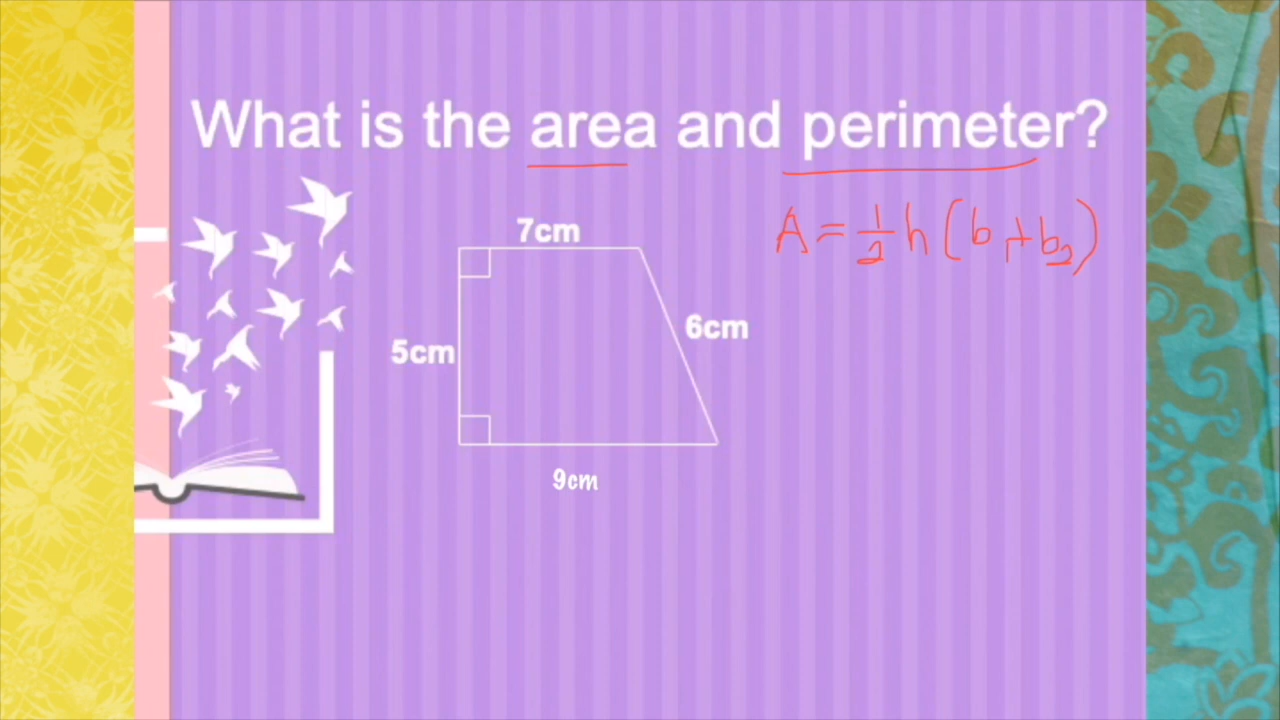 What is the area and perimeter?
A = 1/2 h (b1 + b2)
7cm
6cm
5cm
9cm